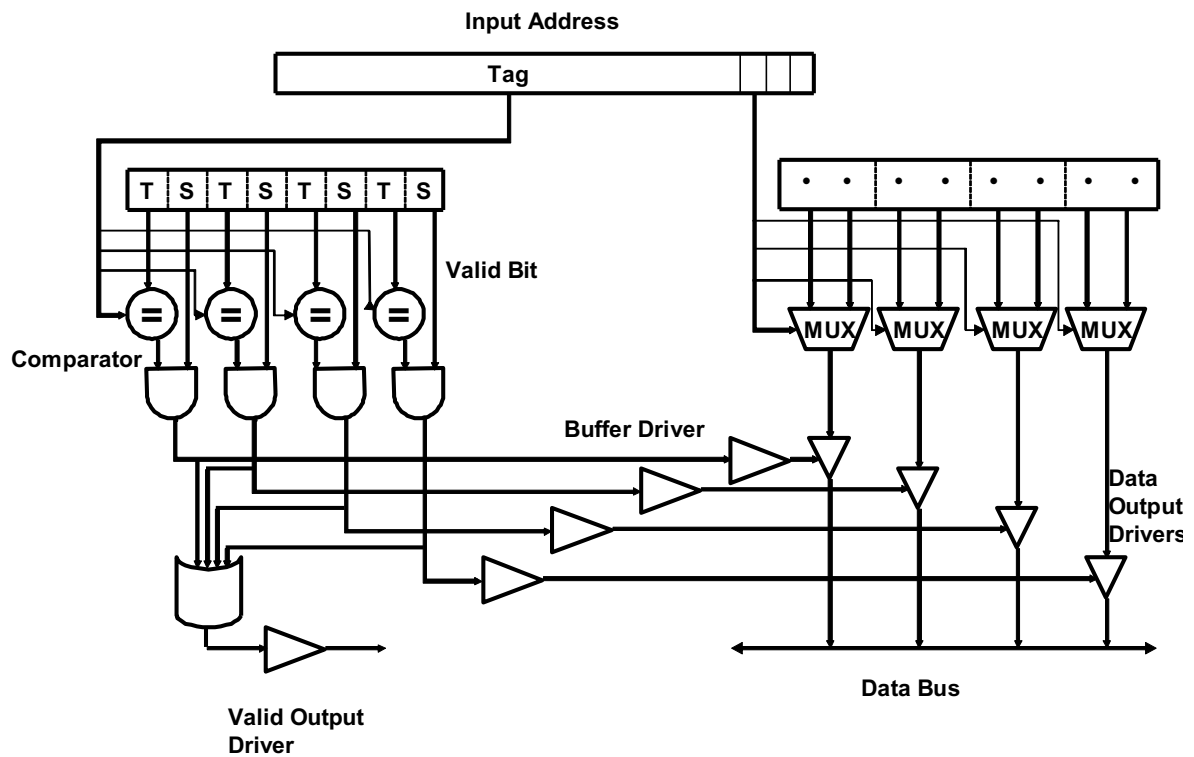 Input Address
Tag
T S T S T S T S
Valid Bit
= = = =
MUX MUX MUX MUX
Comparator
Buffer Driver
Data
Output
Drivers
Data Bus
Valid Output
Driver